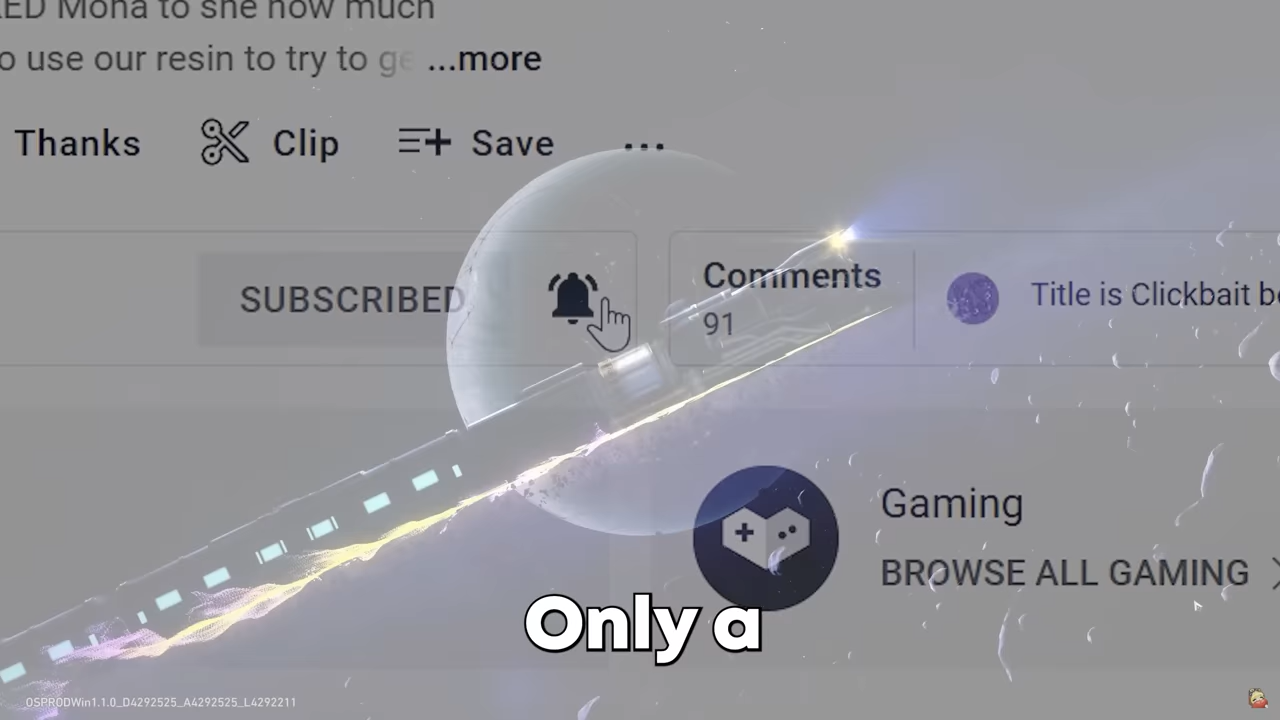 ED Mona to she how much
o use our resin to try to ge ...more
Thanks Clip Save ...
SUBSCRIBED
Comments
91
Title is Clickbait be
Gaming
BROWSE ALL GAMING
Only a
OSPRODWin1.1.0_D4292525_A4292525_L4292211